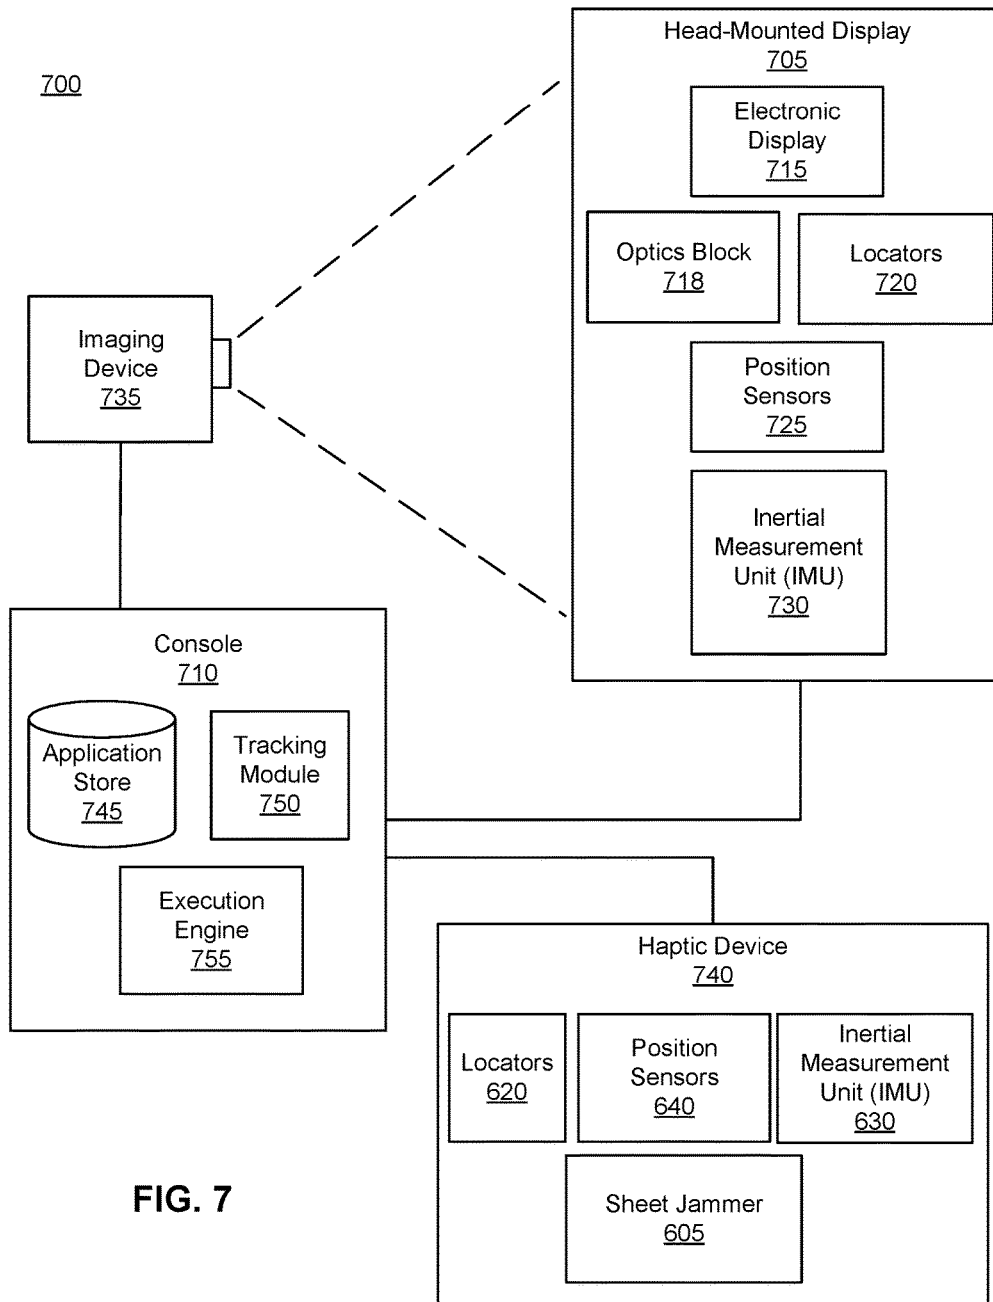 700
Head-Mounted Display
705
Electronic
Display
715
Optics Block
718
Locators
720
Position
Sensors
725
Inertial
Measurement
Unit (IMU)
730
Imaging
Device
735
Console
710
Application
Store
745
Tracking
Module
750
Execution
Engine
755
Haptic Device
740
Locators
620
Position
Sensors
640
Inertial
Measurement
Unit (IMU)
630
Sheet Jammer
605
FIG. 7